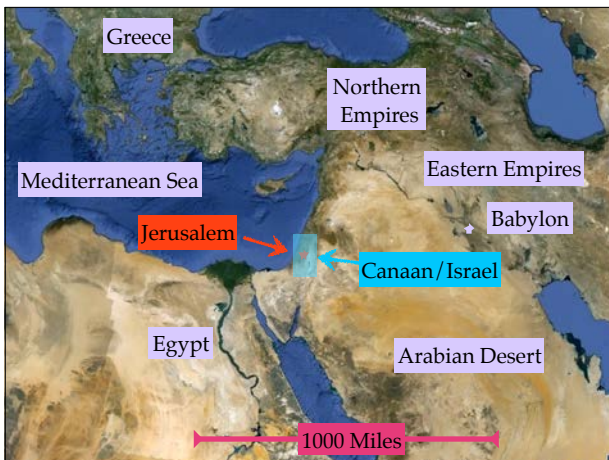 Greece
Northern
Empires
Mediterranean Sea
Eastern Empires
Babylon
Jerusalem
Canaan/Israel
Egypt
Arabian Desert
1000 Miles